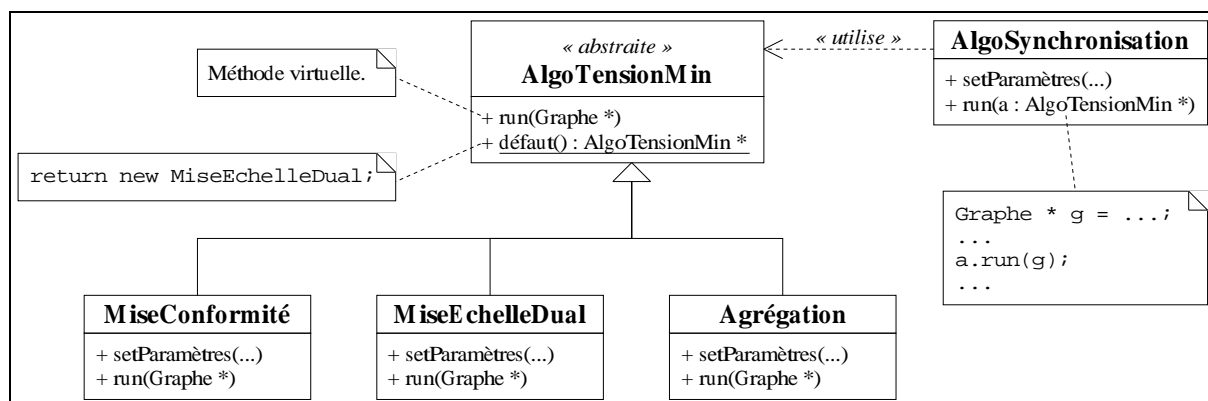 « abstraite »
AlgoTensionMin
+ run(Graphe *)
+ défaut() : AlgoTensionMin *
Méthode virtuelle.
return new MiseEchelleDual;
« utilise »
AlgoSynchronisation
+ setParamètres(...)
+ run(a : AlgoTensionMin *)
Graphe * g = ...;
...
a.run(g);
...
MiseConformité
+ setParamètres(...)
+ run(Graphe *)
MiseEchelleDual
+ setParamètres(...)
+ run(Graphe *)
Agrégation
+ setParamètres(...)
+ run(Graphe *)